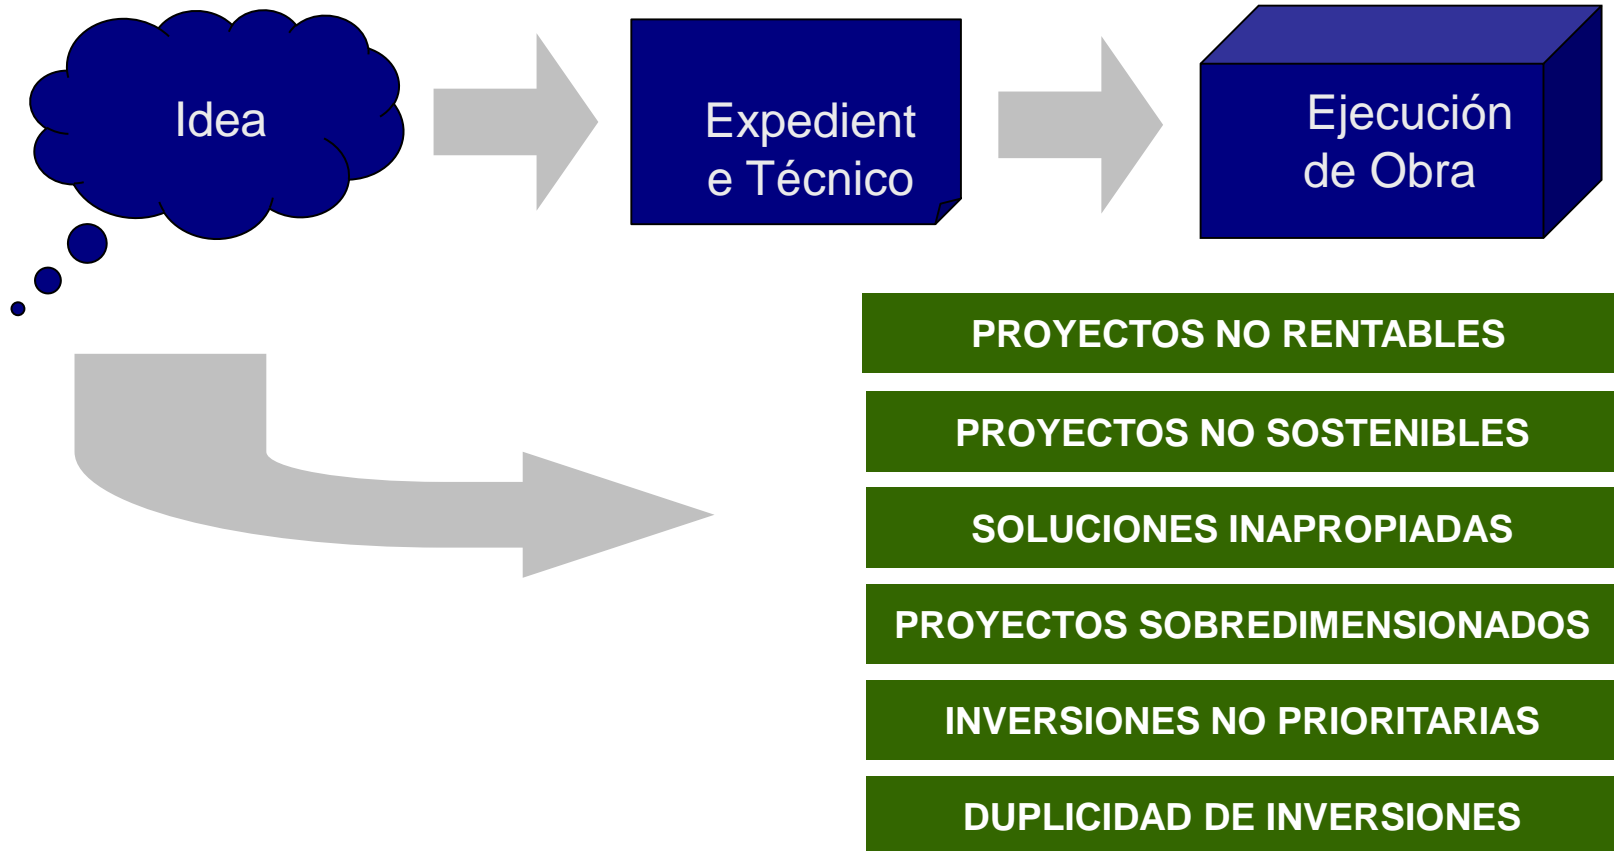 Idea
Expedient
e Técnico
Ejecución
de Obra
PROYECTOS NO RENTABLES
PROYECTOS NO SOSTENIBLES
SOLUCIONES INAPROPIADAS
PROYECTOS SOBREDIMENSIONADOS
INVERSIONES NO PRIORITARIAS
DUPLICIDAD DE INVERSIONES